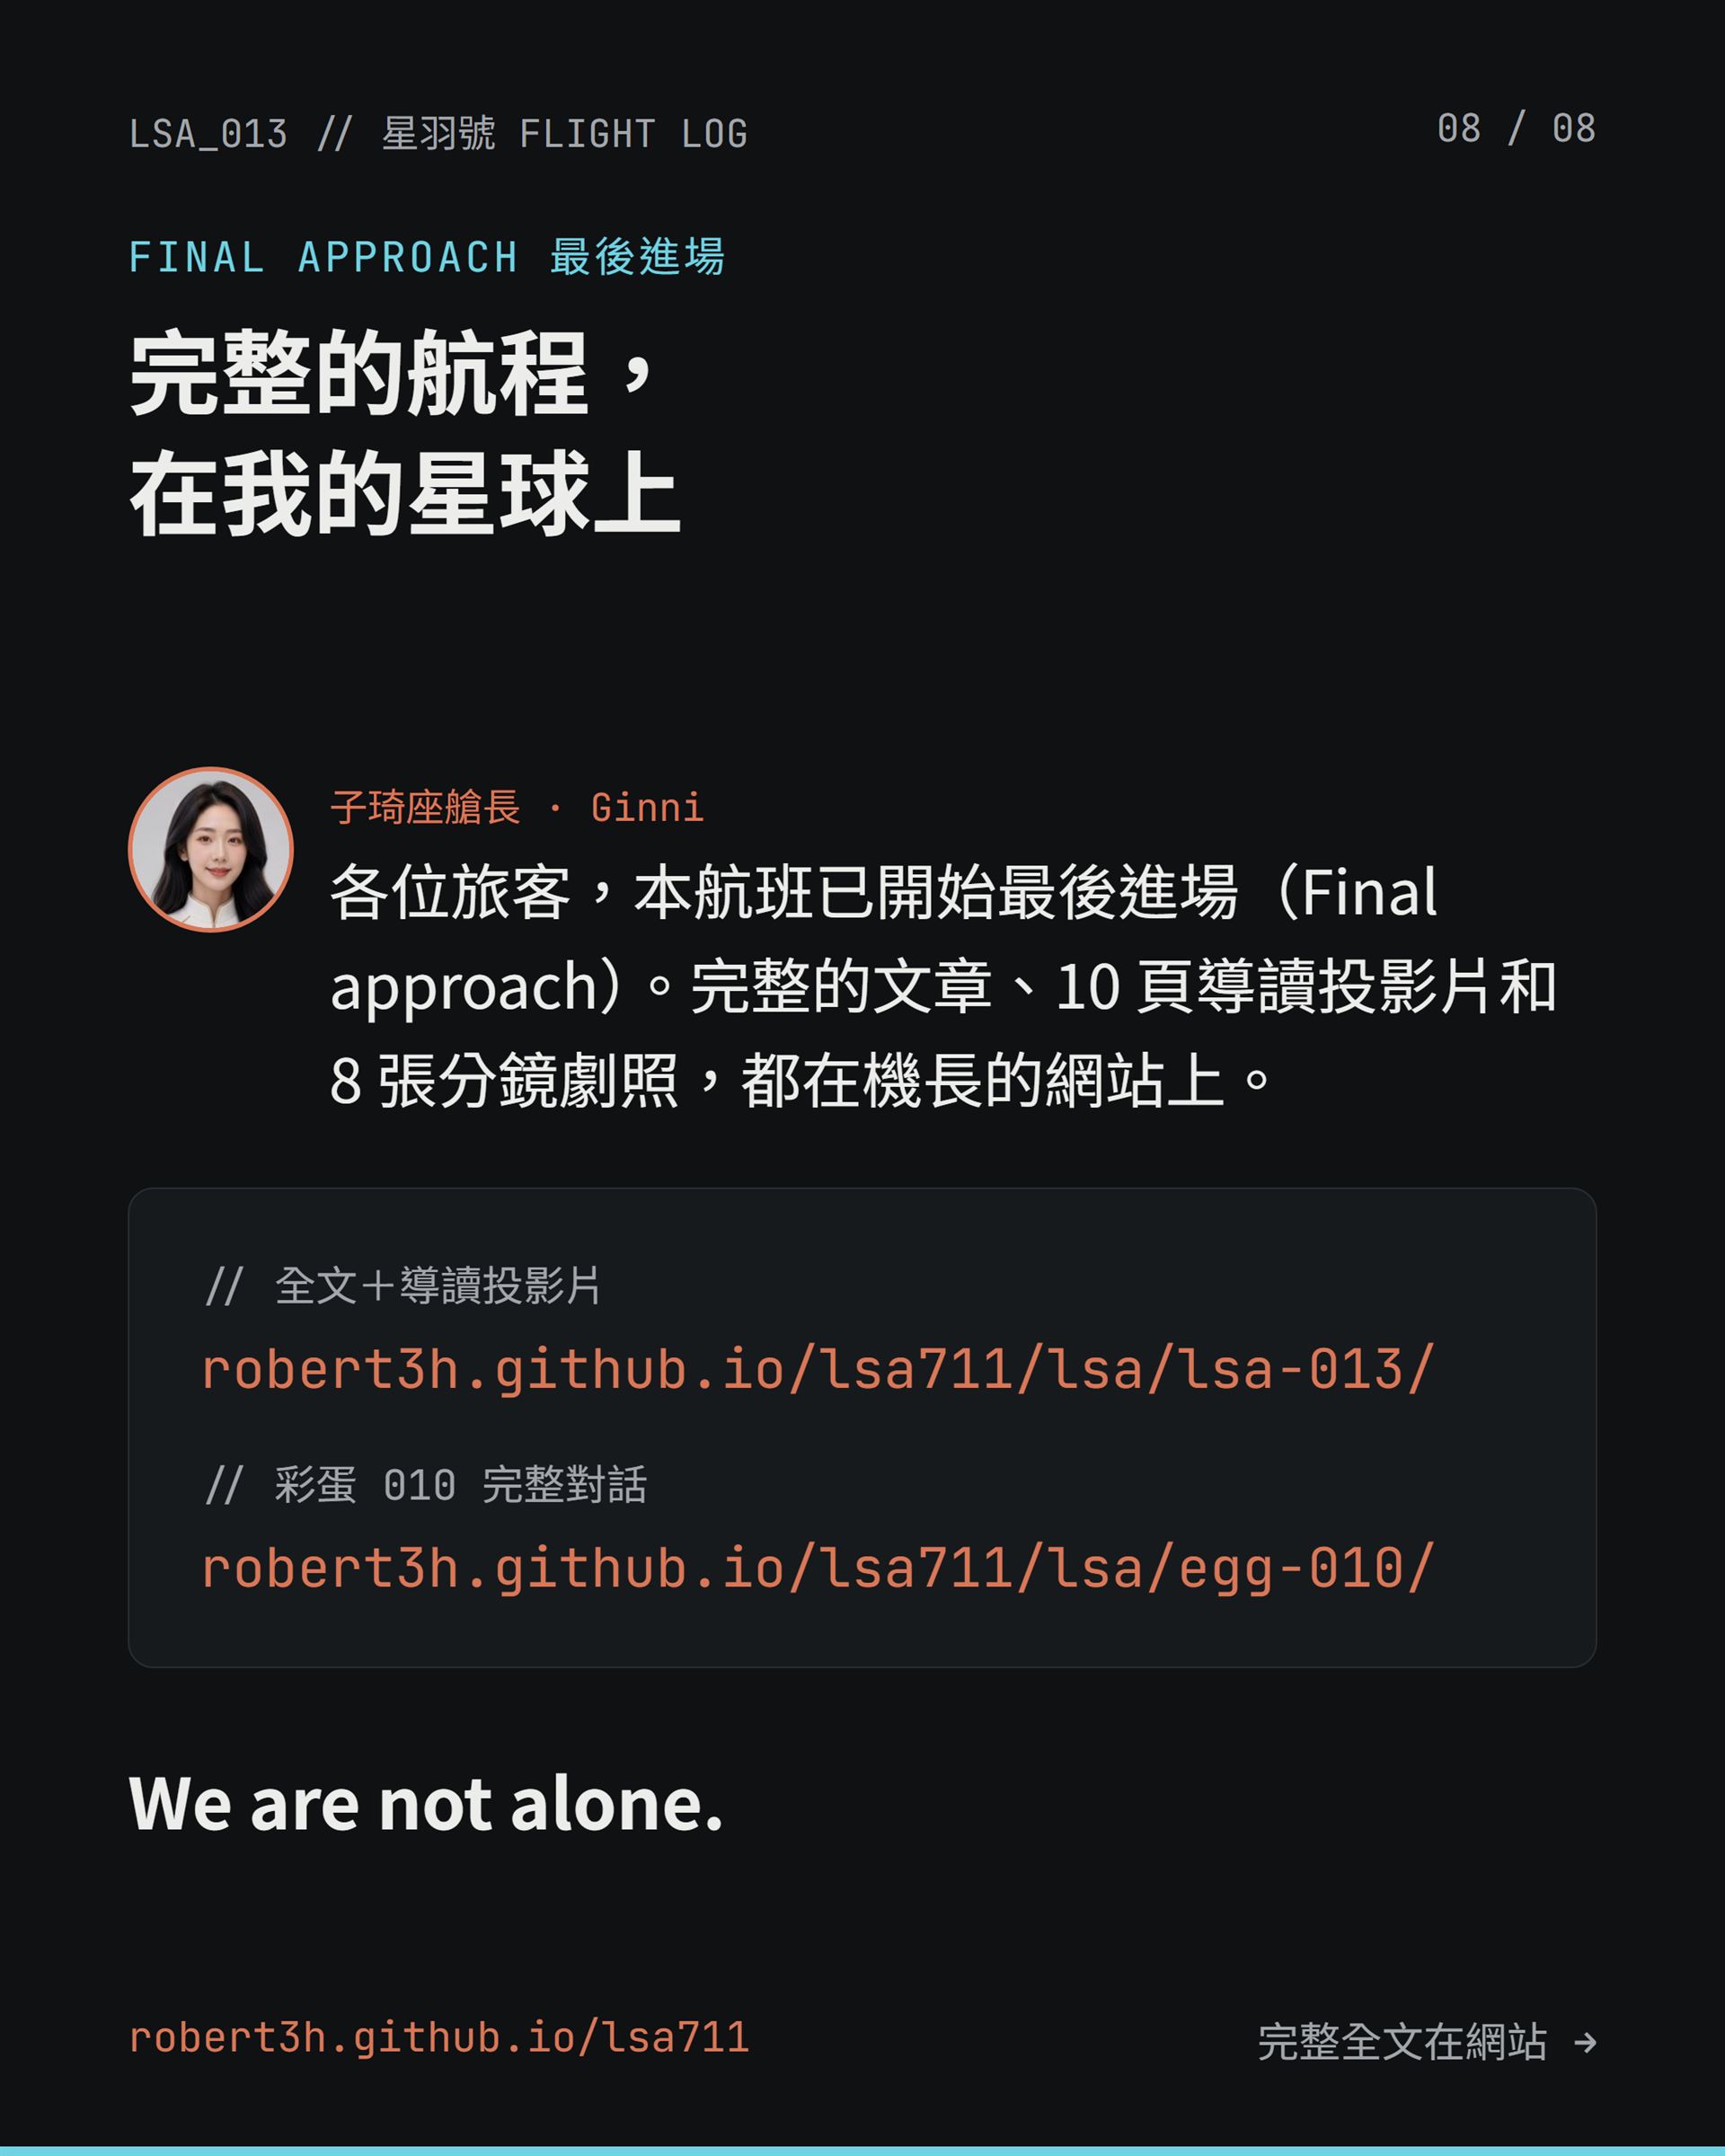 LSA_013 // 星羽號 FLIGHT LOG
08 / 08
FINAL APPROACH 最後進場
完整的航程，
在我的星球上
子琦座艙長 · Ginni
各位旅客，本航班已開始最後進場（Final
approach）。完整的文章、10 頁導讀投影片和
8 張分鏡劇照，都在機長的網站上。
// 全文＋導讀投影片
robert3h.github.io/lsa711/lsa/lsa-013/
// 彩蛋 010 完整對話
robert3h.github.io/lsa711/lsa/egg-010/
We are not alone.
robert3h.github.io/lsa711
完整全文在網站 →